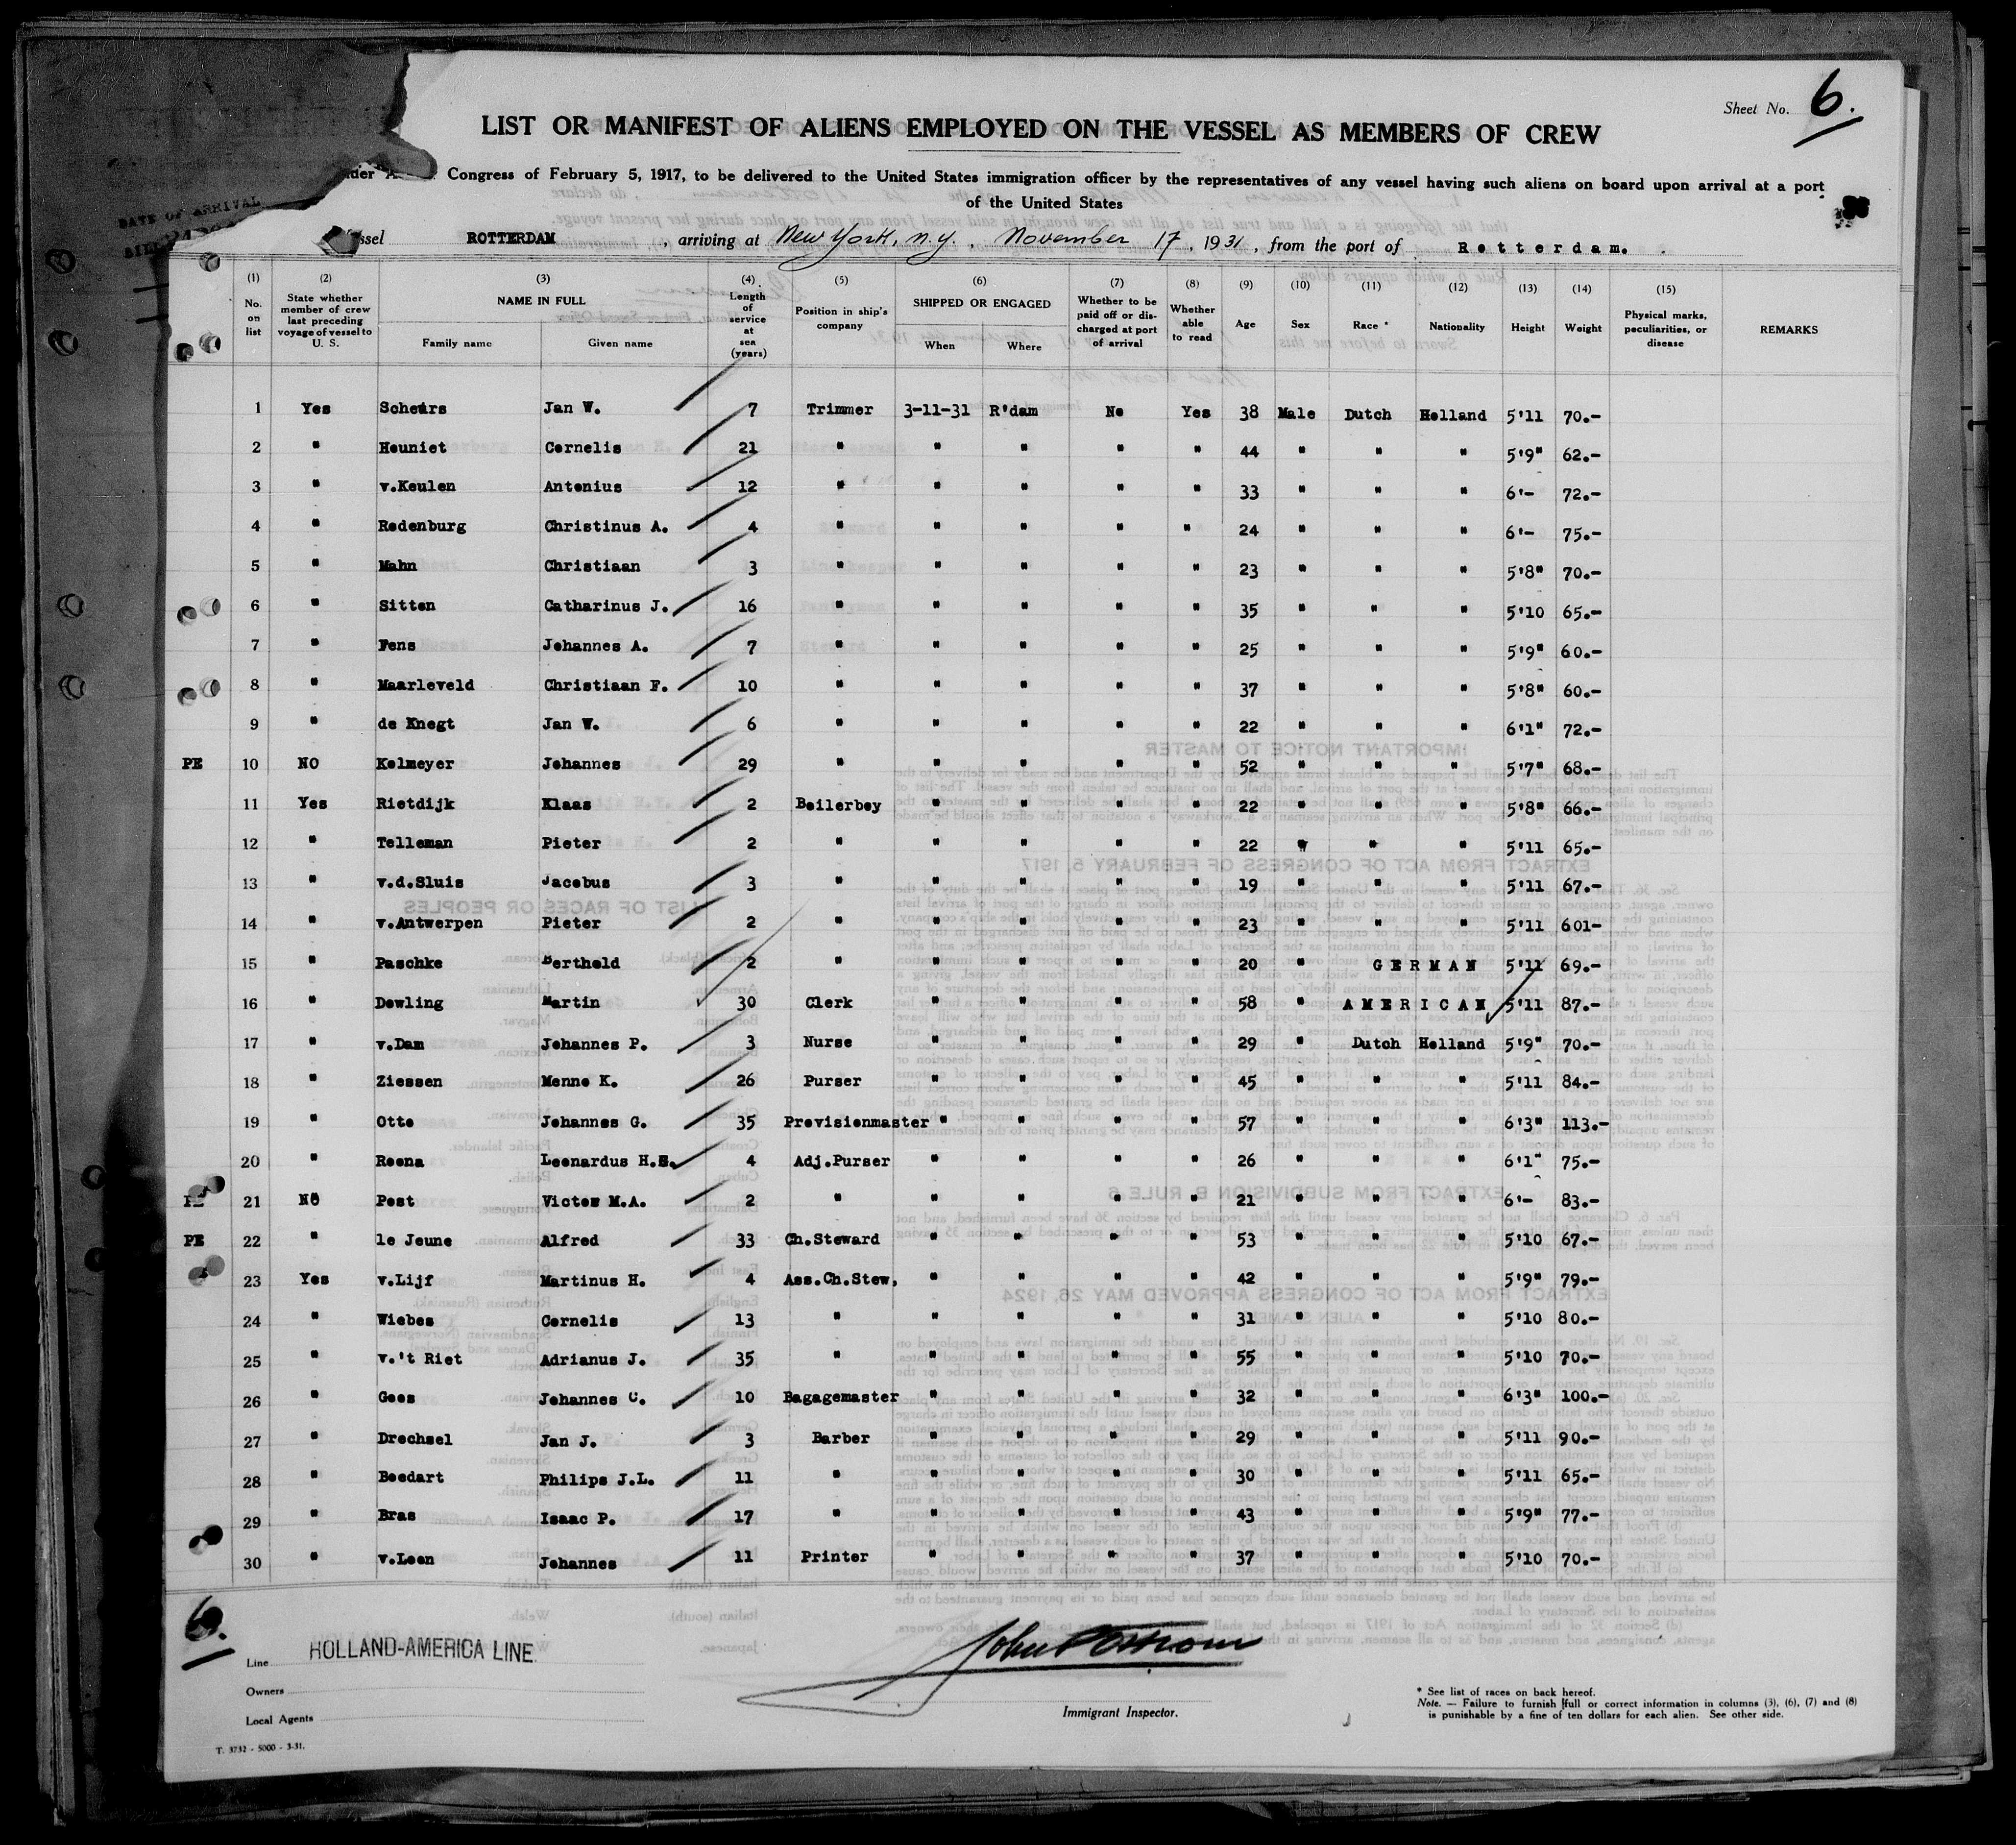 Sheet No. 6.
LIST OR MANIFEST OF ALIENS EMPLOYED ON THE VESSEL AS MEMBERS OF CREW
Congress of February 5, 1917, to be delivered to the United States immigration officer by the representatives of any vessel having such aliens on board upon arrival at a port
of the United States
DATE OF ARRIVAL
ROTTERDAM , arriving at New York, N.Y. , November 17 , 1931 , from the port of Rotterdam.
(1) (2) (3) (4) (5) (6) (7) (8) (9) (10) (11) (12) (13) (14) (15)
No. on list State whether member of crew last preceding voyage of vessel to U. S. NAME IN FULL Family name Given name Length of service at sea (years) Position in ship's company SHIPPED OR ENGAGED When Where Whether to be paid off or discharged at port of arrival Whether able to read Age Sex Race * Nationality Height Weight Physical marks, peculiarities, or disease REMARKS
1 Yes Scheurs Jan W. 7 Trimmer 3-11-31 R'dam No Yes 38 Male Dutch Holland 5'11 70.-
2 " Heuniet Cornelis 21 " " " " " 44 " " " 5'9" 62.-
3 " v.Keulen Antonius 12 " " " " " 33 " " " 6'- 72.-
4 " Rodenburg Christinus A. 4 " " " " " 24 " " " 6'- 75.-
5 " Mahn Christiaan 3 " " " " " 23 " " " 5'8" 70.-
6 " Sitton Catharinus J. 16 " " " " " 35 " " " 5'10 65.-
7 " Fens Johannes A. 7 " " " " " 25 " " " 5'9" 60.-
8 " Maarleveld Christiaan F. 10 " " " " " 37 " " " 5'8" 60.-
9 " de Knegt Jan W. 6 " " " " " 22 " " " 6'1" 72.-
PE 10 NO Kolmeyer Johannes 29 " " " " " 52 " " " 5'7" 68.-
11 Yes Rietdijk Klaas 2 Boilerboy " " " " 22 " " " 5'8" 66.-
12 " Tolleman Pieter 2 " " " " " 22 " " " 5'11 65.-
13 " v.d.Sluis Jacobus 3 " " " " " 19 " " " 5'11 67.-
14 " v.Antwerpen Pieter 2 " " " " " 23 " " " 5'11 601-
15 " Paschke Berthold 2 " " " " " 20 " GERMAN 5'11 69.-
16 " Dowling Martin 30 Clerk " " " " 58 " AMERICAN 5'11 87.-
17 " v.Dam Johannes P. 3 Nurse " " " " 29 " Dutch Holland 5'9" 70.-
18 " Ziessen Menno K. 26 Purser " " " " 45 " " " 5'11 84.-
19 " Otto Johannes G. 35 Provisionmaster " " " " 57 " " " 6'3" 113.-
20 " Roona Leonardus H. 4 Adj.Purser " " " " 26 " " " 6'1" 75.-
21 NO Post Victor M.A. 2 " " " " " 21 " " " 6'- 83.-
PE 22 " le Jeune Alfred 33 Ch.Steward " " " " 53 " " " 5'10 67.-
23 Yes v.Lijf Martinus H. 4 Ass.Ch.Stew, " " " " 42 " " " 5'9" 79.-
24 " Wiebes Cornelis 13 " " " " " 31 " " " 5'10 80.-
25 " v.'t Riet Adrianus J. 35 " " " " " 55 " " " 5'10 70.-
26 " Goos Johannes C. 10 Bagagemaster " " " " 32 " " " 6'3" 100.-
27 " Drechsel Jan J. 3 Barber " " " " 29 " " " 5'11 90.-
28 " Boodart Philips J.L. 11 " " " " " 30 " " " 5'11 65.-
29 " Bras Isaac P. 17 " " " " " 43 " " " 5'9" 77.-
30 " v.Loon Johannes 11 Printer " " " " 37 " " " 5'10 70.-
6.
Line HOLLAND-AMERICA LINE.
Owners
Local Agents
T. 3732 - 5000 - 3-31.
Immigrant Inspector.
* See list of races on back hereof.
Note. — Failure to furnish full or correct information in columns (3), (6), (7) and (8)
is punishable by a fine of ten dollars for each alien. See other side.